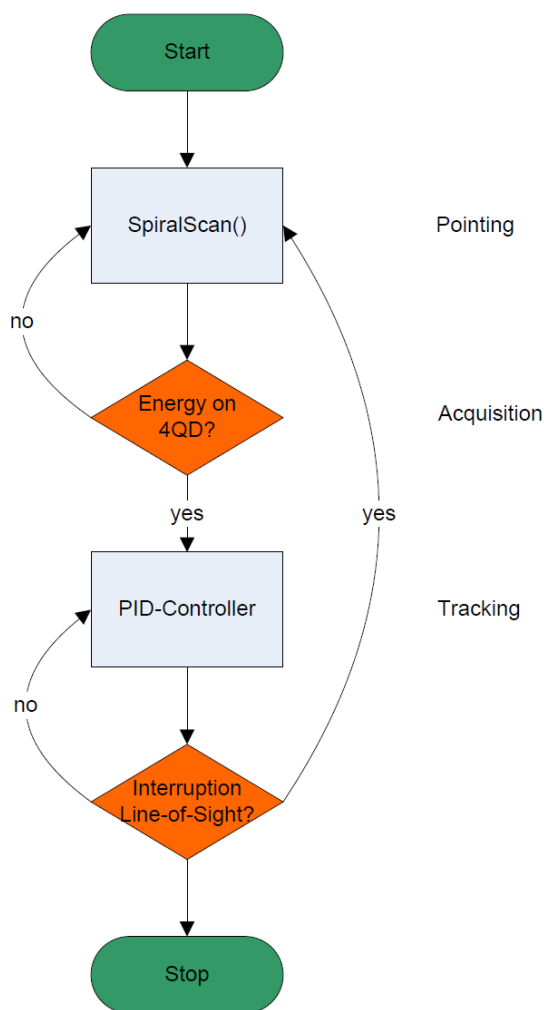 Start
SpiralScan()
Pointing
no
Energy on
4QD?
Acquisition
yes
yes
PID-Controller
Tracking
no
Interruption
Line-of-Sight?
Stop